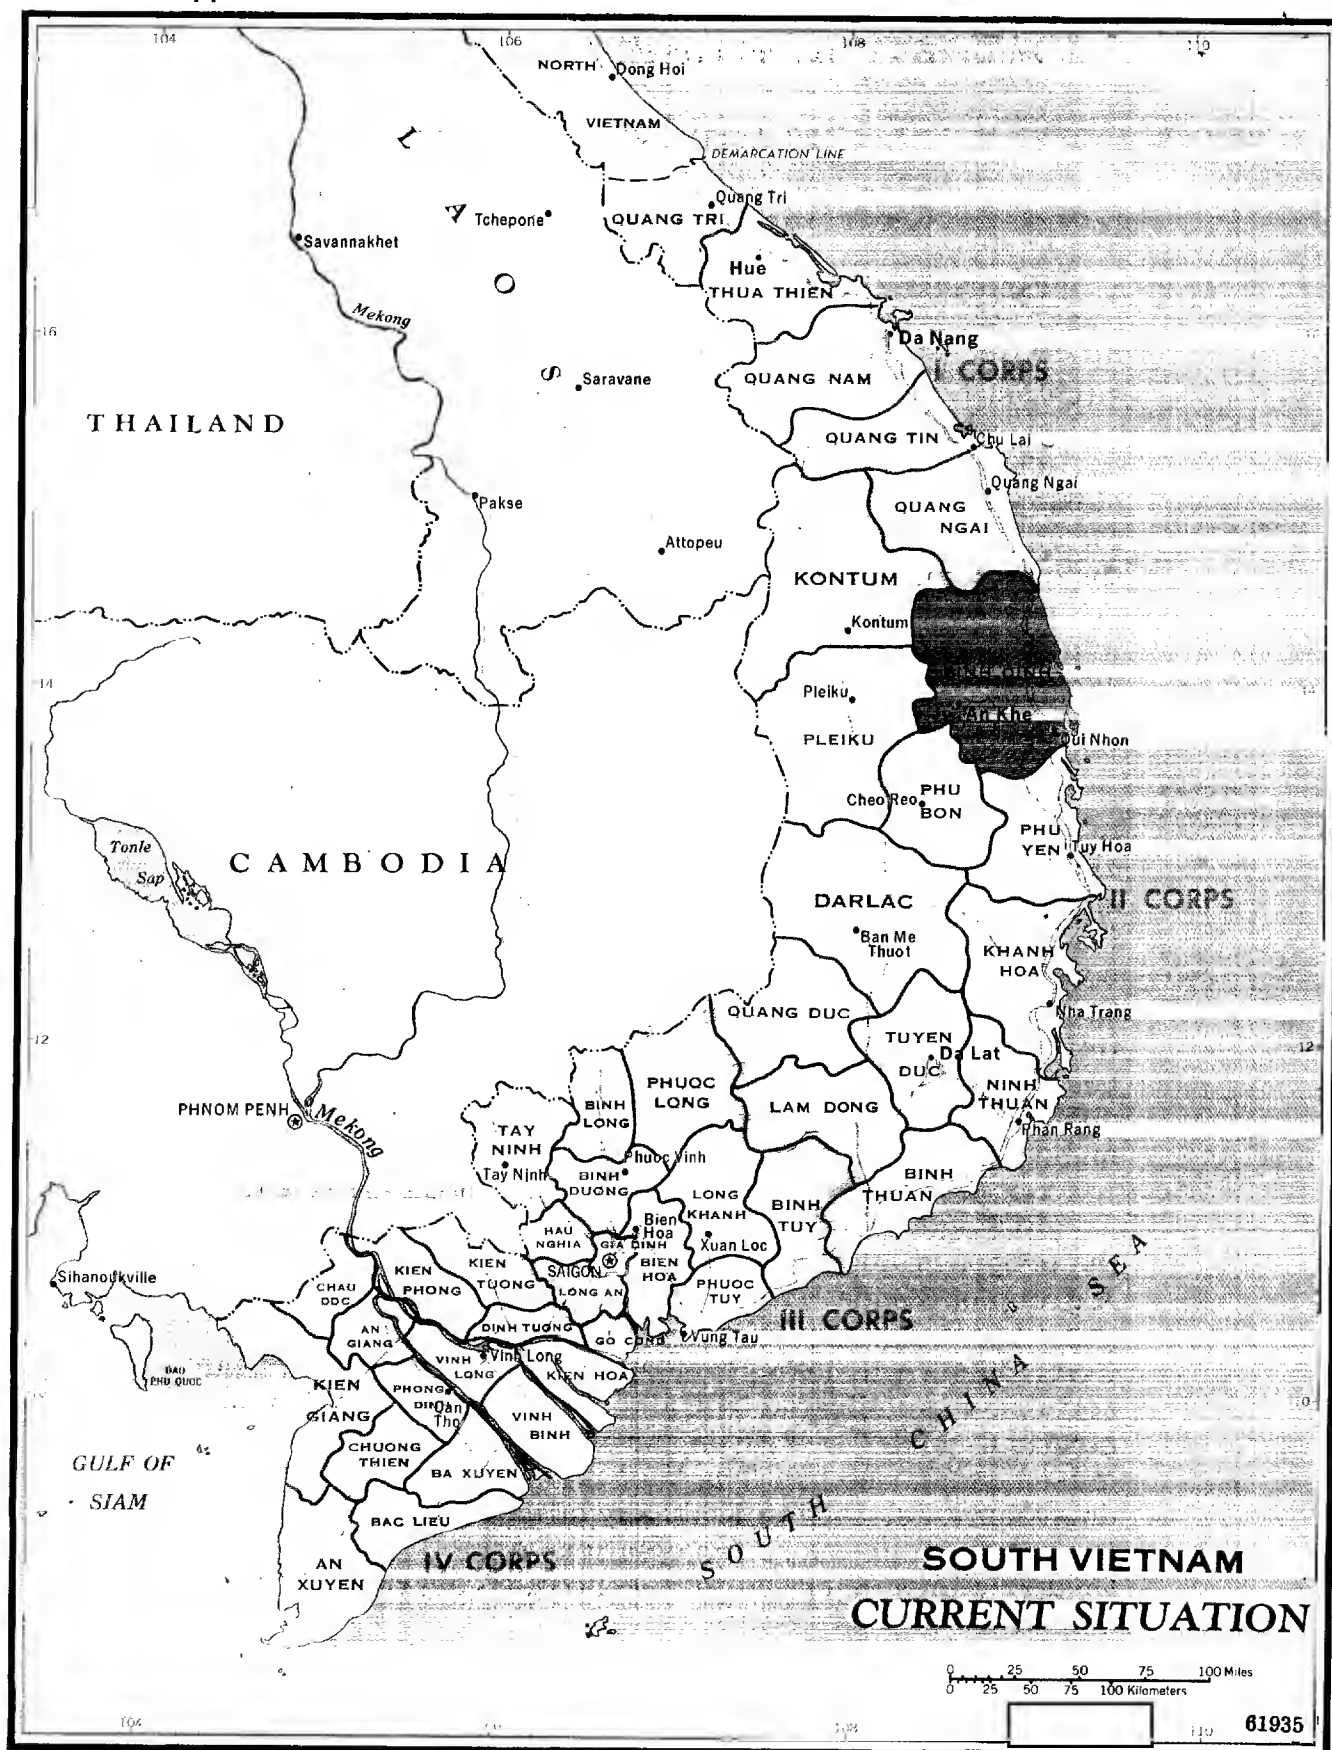 104
106
108
110
NORTH
Dong Hoi
VIETNAM
DEMARCATION LINE
LAOS
Tchepone
Quang Tri
QUANG TRI
Savannakhet
Hue
THUA THIEN
Mekong
16
Da Nang
I CORPS
Saravane
QUANG NAM
THAILAND
QUANG TIN
Chu Lai
Pakse
Quang Ngai
QUANG
NGAI
Attopeu
KONTUM
Kontum
14
BINH DINH
Pleiku
An Khe
PLEIKU
Qui Nhon
Cheo Reo
PHU
BON
PHU
YEN
Tuy Hoa
Tonle
Sap
CAMBODIA
DARLAC
II CORPS
Ban Me
Thuot
KHANH
HOA
QUANG DUC
Nha Trang
12
TUYEN
DUC
Da Lat
12
PHUOC
LONG
NINH
THUAN
LAM DONG
BINH
LONG
PHNOM PENH
Mekong
Phan Rang
TAY
NINH
Tay Ninh
Phuoc Vinh
BINH
DUONG
BINH
THUAN
LONG
KHANH
BINH
TUY
HAU
NGHIA
Bien
Hoa
GIA DINH
Xuan Loc
BIEN
HOA
Sihanoukville
CHAU
DOC
KIEN
PHONG
KIEN
TUONG
SAIGON
LONG AN
PHUOC
TUY
SEA
III CORPS
AN
GIANG
DINH TUONG
GO CONG
Vung Tau
VINH
LONG
Vinh Long
KIEN HOA
DAO
PHU QUOC
KIEN
GIANG
PHONG
DINH
Can
Tho
VINH
BINH
10
CHINA
CHUONG
THIEN
BA XUYEN
GULF OF
SIAM
BAC LIEU
SOUTH
IV CORPS
AN
XUYEN
SOUTH VIETNAM
CURRENT SITUATION
0 25 50 75 100 Miles
0 25 50 75 100 Kilometers
104
108
110
61935